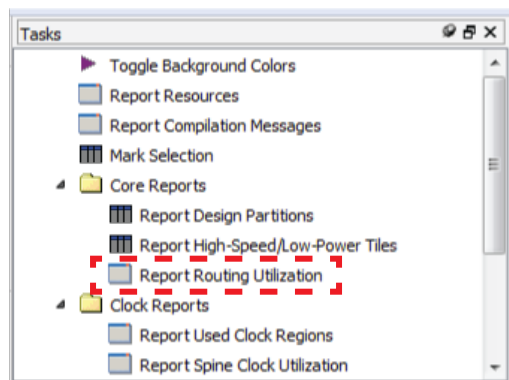 Tasks
Toggle Background Colors
Report Resources
Report Compilation Messages
Mark Selection
Core Reports
Report Design Partitions
Report High-Speed/Low-Power Tiles
Report Routing Utilization
Clock Reports
Report Used Clock Regions
Report Spine Clock Utilization